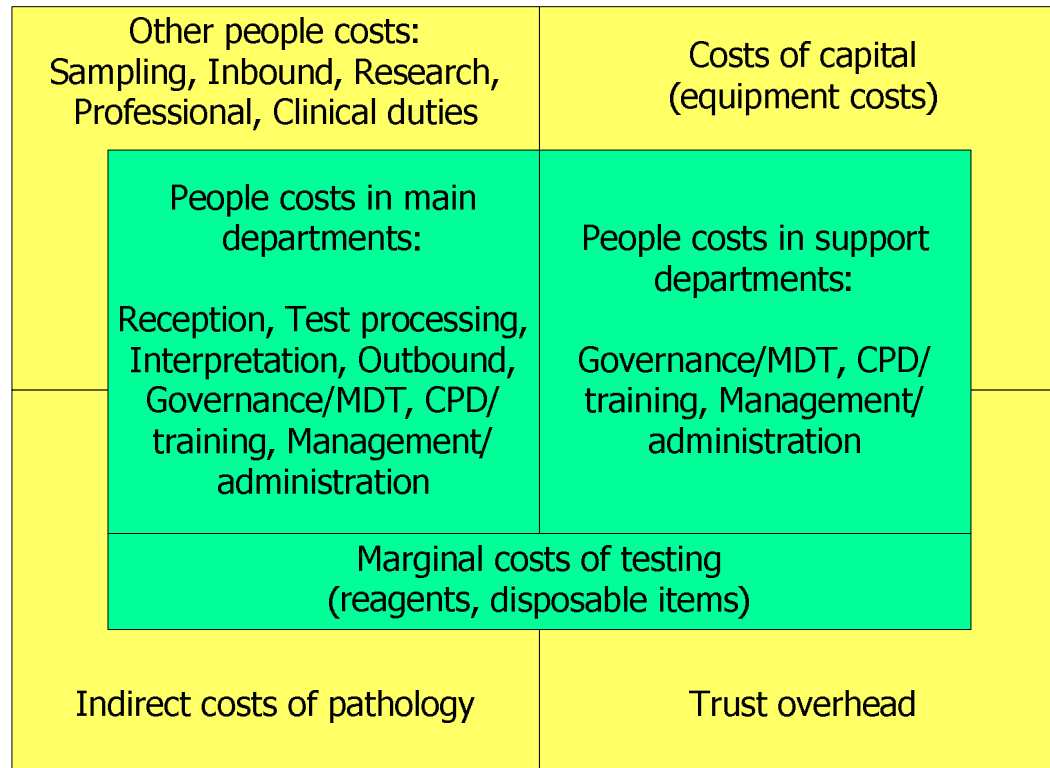 Other people costs:
Sampling, Inbound, Research,
Professional, Clinical duties
Costs of capital
(equipment costs)
People costs in main
departments:
Reception, Test processing,
Interpretation, Outbound,
Governance/MDT, CPD/
training, Management/
administration
People costs in support
departments:
Governance/MDT, CPD/
training, Management/
administration
Marginal costs of testing
(reagents, disposable items)
Indirect costs of pathology
Trust overhead